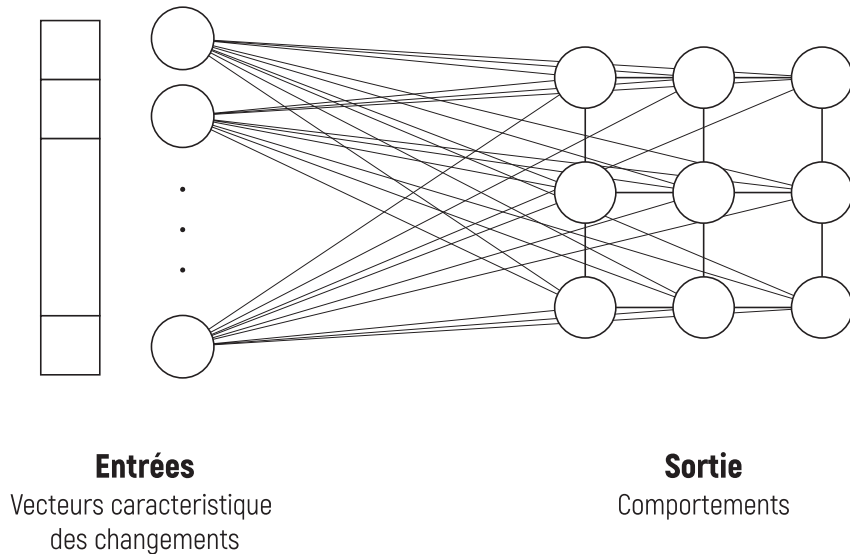 Entrées
Vecteurs caracteristique
des changements
Sortie
Comportements